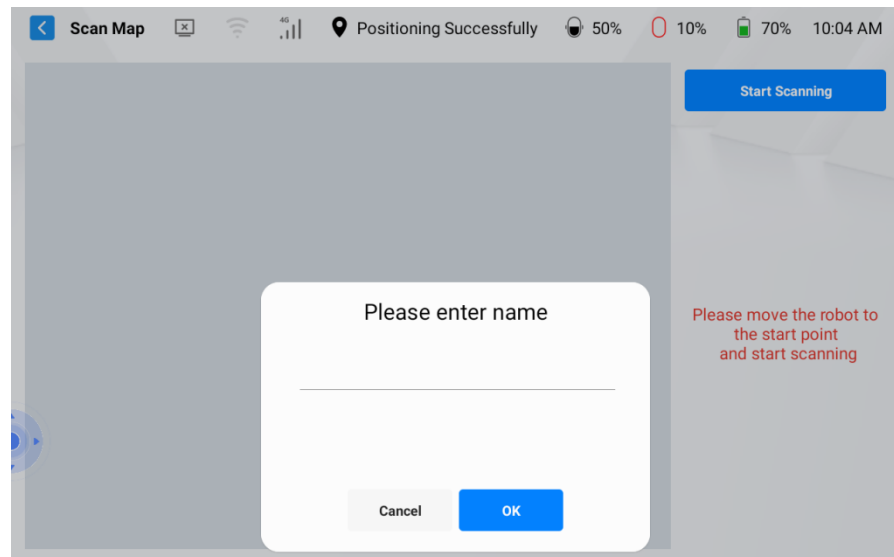 Scan Map 4G Positioning Successfully 50% 10% 70% 10:04 AM
Start Scanning
Please enter name
Please move the robot to
the start point
and start scanning
Cancel OK